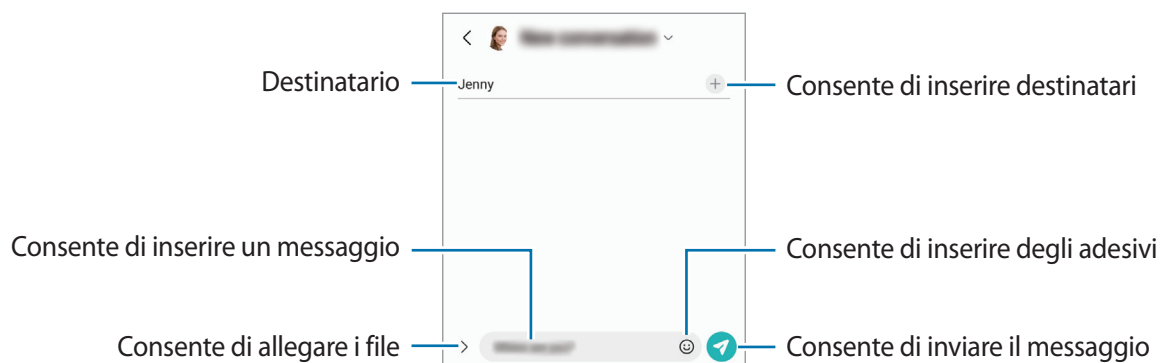 Destinatario
Jenny
Consente di inserire destinatari
Consente di inserire un messaggio
Consente di inserire degli adesivi
Consente di allegare i file
Consente di inviare il messaggio